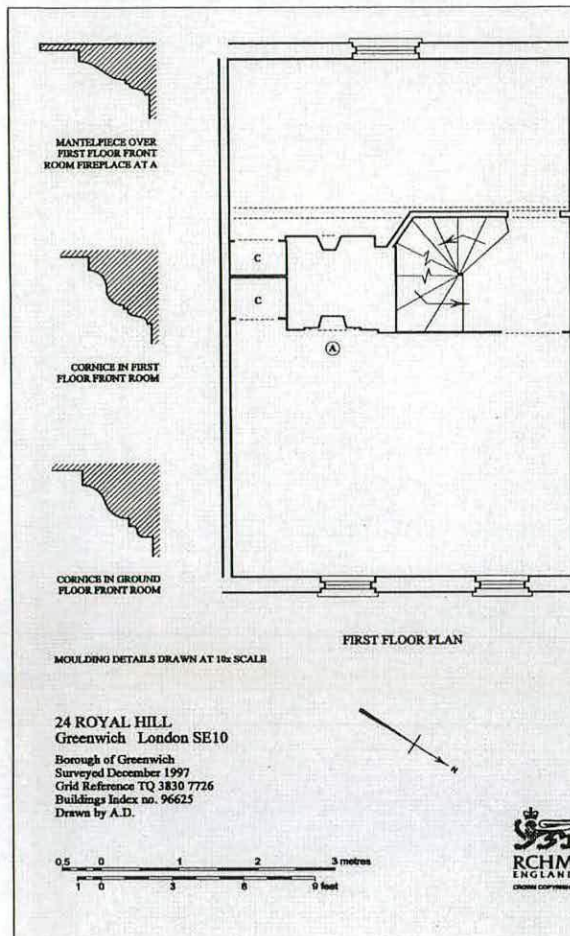 MANTELPIECE OVER
FIRST FLOOR FRONT
ROOM FIREPLACE AT A
C
C
A
CORNICE IN FIRST
FLOOR FRONT ROOM
CORNICE IN GROUND
FLOOR FRONT ROOM
FIRST FLOOR PLAN
MOULDING DETAILS DRAWN AT 10x SCALE
24 ROYAL HILL
Greenwich London SE10
Borough of Greenwich
Surveyed December 1997
Grid Reference TQ 3830 7726
Buildings Index no. 96625
Drawn by A.D.
N
0.5 0 1 2 3 metres
1 0 3 6 9 feet
RCHM
ENGLAND
CROWN COPYRIGHT